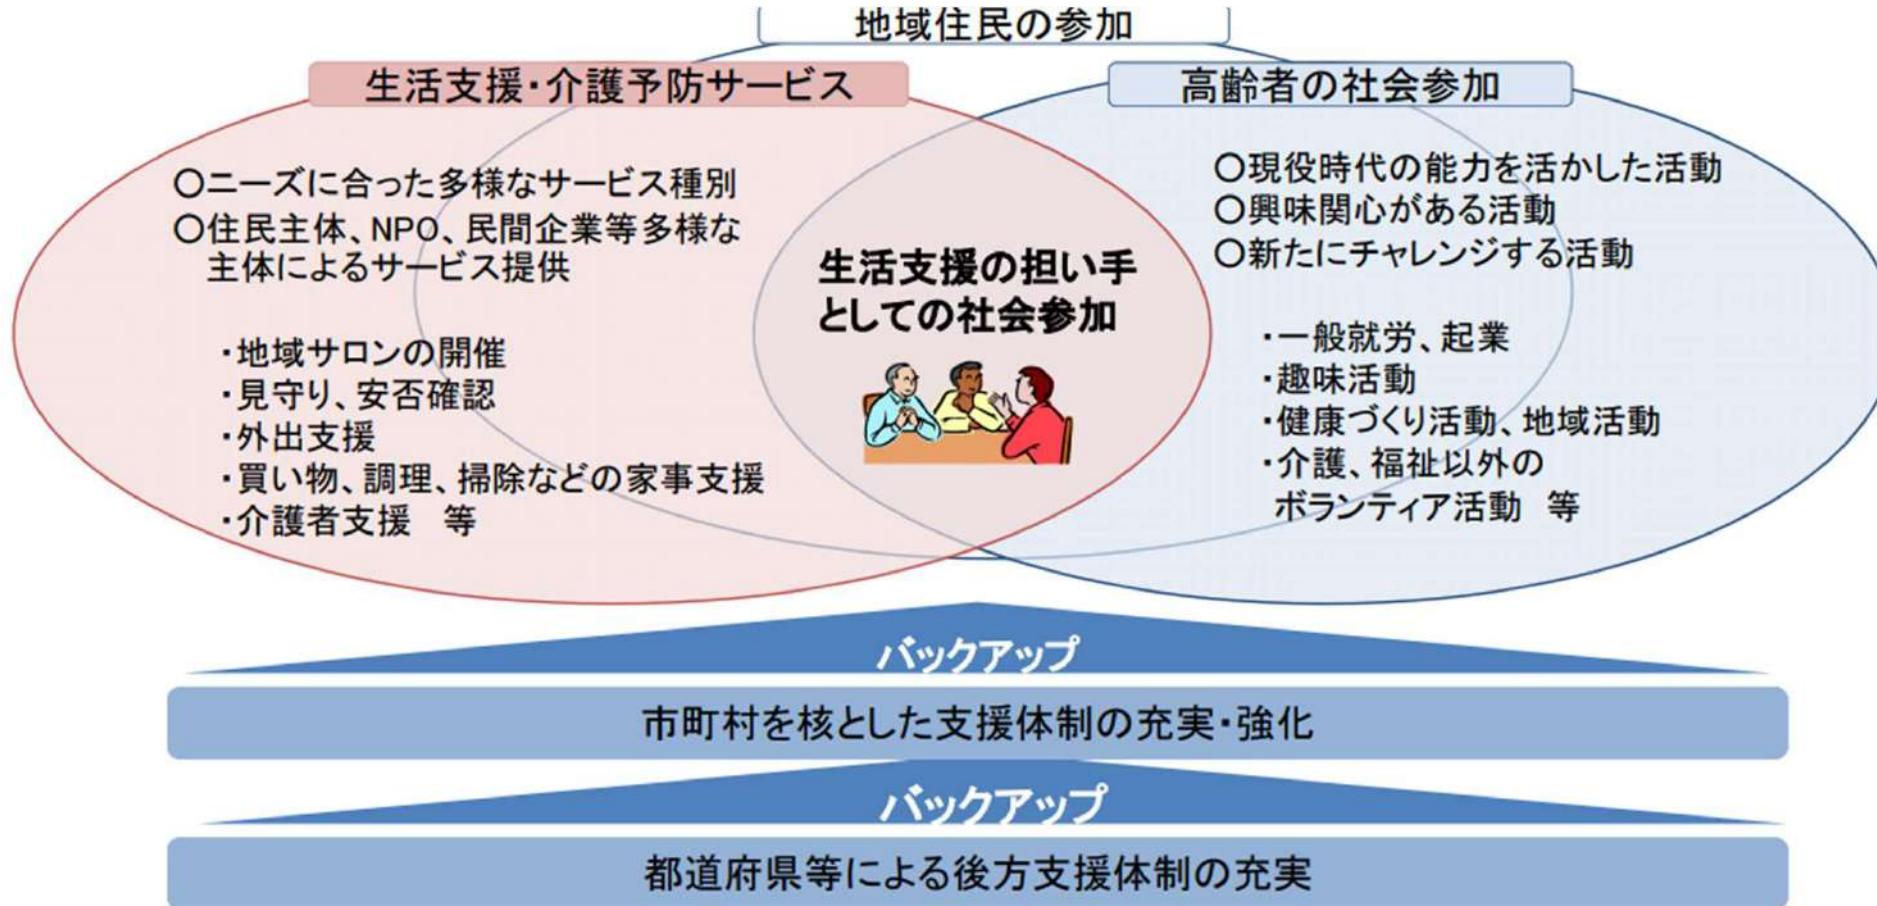 地域住民の参加
生活支援・介護予防サービス
○ニーズに合った多様なサービス種別
○住民主体、NPO、民間企業等多様な
主体によるサービス提供
・地域サロンの開催
・見守り、安否確認
・外出支援
・買い物、調理、掃除などの家事支援
・介護者支援　等
生活支援の担い手
としての社会参加
高齢者の社会参加
○現役時代の能力を活かした活動
○興味関心がある活動
○新たにチャレンジする活動
・一般就労、起業
・趣味活動
・健康づくり活動、地域活動
・介護、福祉以外の
ボランティア活動　等
バックアップ
市町村を核とした支援体制の充実・強化
バックアップ
都道府県等による後方支援体制の充実